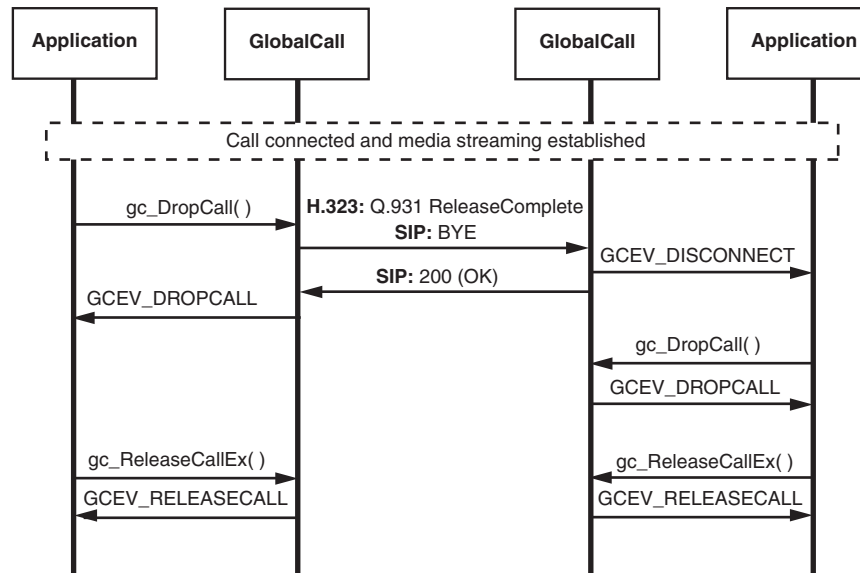 Application
GlobalCall
GlobalCall
Application
Call connected and media streaming established
gc_DropCall( )
H.323: Q.931 ReleaseComplete
SIP: BYE
GCEV_DISCONNECT
SIP: 200 (OK)
GCEV_DROPCALL
gc_DropCall( )
GCEV_DROPCALL
gc_ReleaseCallEx( )
gc_ReleaseCallEx( )
GCEV_RELEASECALL
GCEV_RELEASECALL